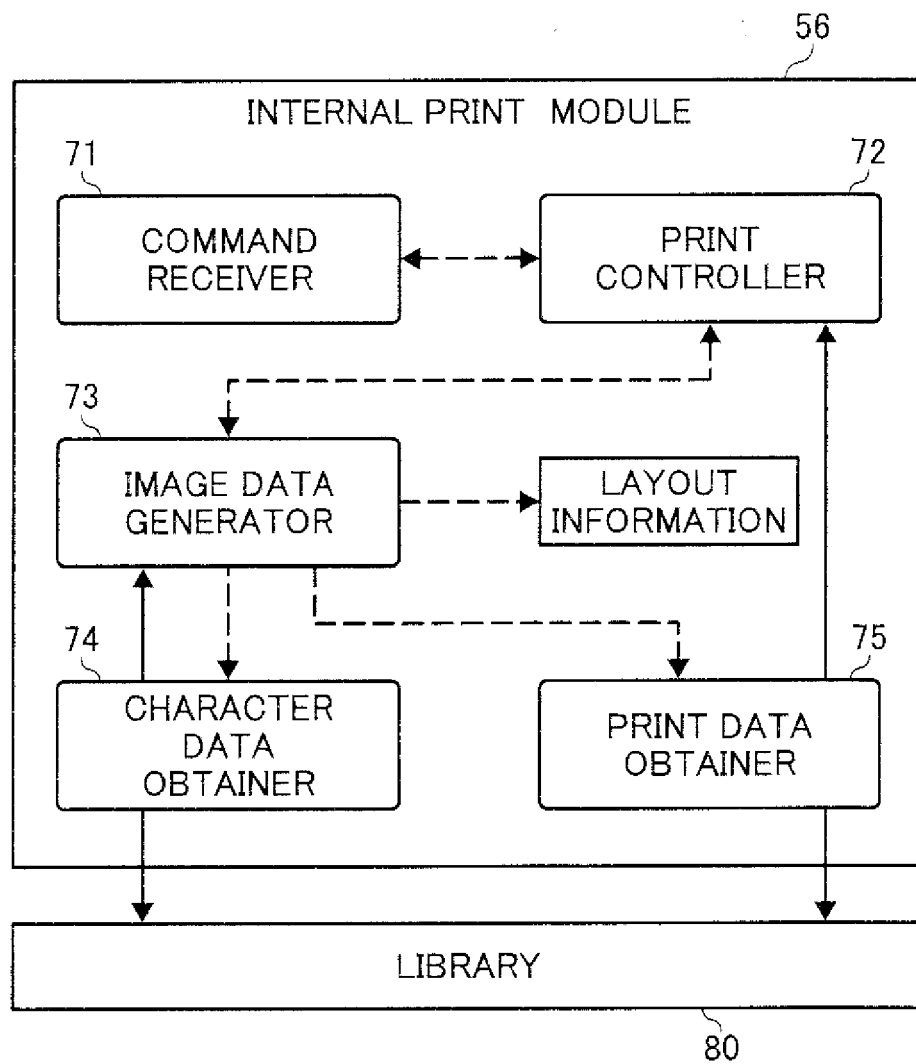 56
INTERNAL PRINT MODULE
71
72
COMMAND
RECEIVER
PRINT
CONTROLLER
73
IMAGE DATA
GENERATOR
LAYOUT
INFORMATION
74
75
CHARACTER
DATA
OBTAINER
PRINT DATA
OBTAINER
LIBRARY
80